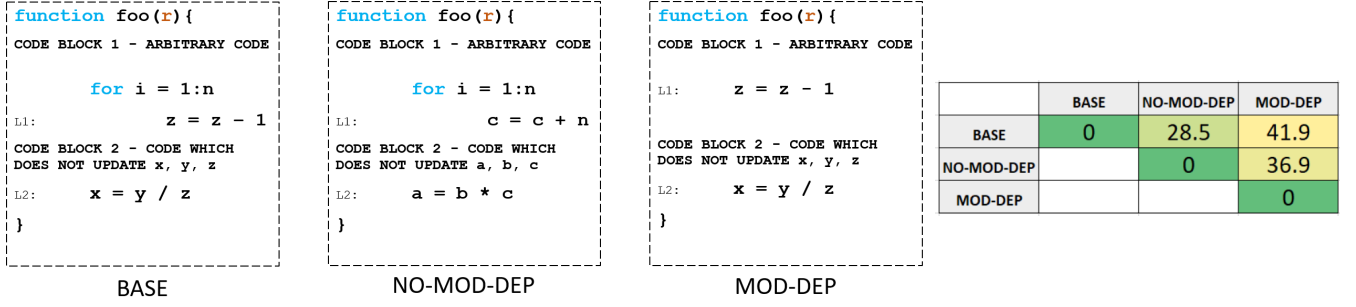 function foo(r){
CODE BLOCK 1 - ARBITRARY CODE
for i = 1:n
L1: z = z - 1
CODE BLOCK 2 - CODE WHICH
DOES NOT UPDATE x, y, z
L2: x = y / z
}
BASE
function foo(r){
CODE BLOCK 1 - ARBITRARY CODE
for i = 1:n
L1: c = c + n
CODE BLOCK 2 - CODE WHICH
DOES NOT UPDATE a, b, c
L2: a = b * c
}
NO-MOD-DEP
function foo(r){
CODE BLOCK 1 - ARBITRARY CODE
L1: z = z - 1
CODE BLOCK 2 - CODE WHICH
DOES NOT UPDATE x, y, z
L2: x = y / z
}
MOD-DEP
BASE NO-MOD-DEP MOD-DEP
BASE 0 28.5 41.9
NO-MOD-DEP 0 36.9
MOD-DEP 0